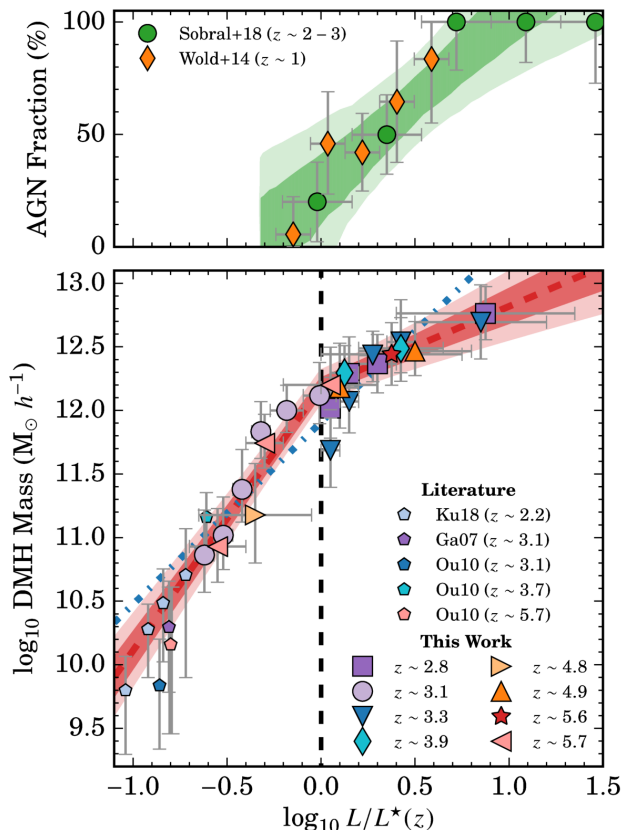 100
50
0
AGN Fraction (%)
Sobral+18 (z ~ 2 − 3)
Wold+14 (z ~ 1)
13.0
12.5
12.0
11.5
11.0
10.5
10.0
9.5
log₁₀ DMH Mass (M⊙ h⁻¹)
Literature
Ku18 (z ~ 2.2)
Ga07 (z ~ 3.1)
Ou10 (z ~ 3.1)
Ou10 (z ~ 3.7)
Ou10 (z ~ 5.7)
This Work
z ~ 2.8 z ~ 4.8
z ~ 3.1 z ~ 4.9
z ~ 3.3 z ~ 5.6
z ~ 3.9 z ~ 5.7
−1.0 −0.5 0.0 0.5 1.0 1.5
log₁₀ L/L★(z)